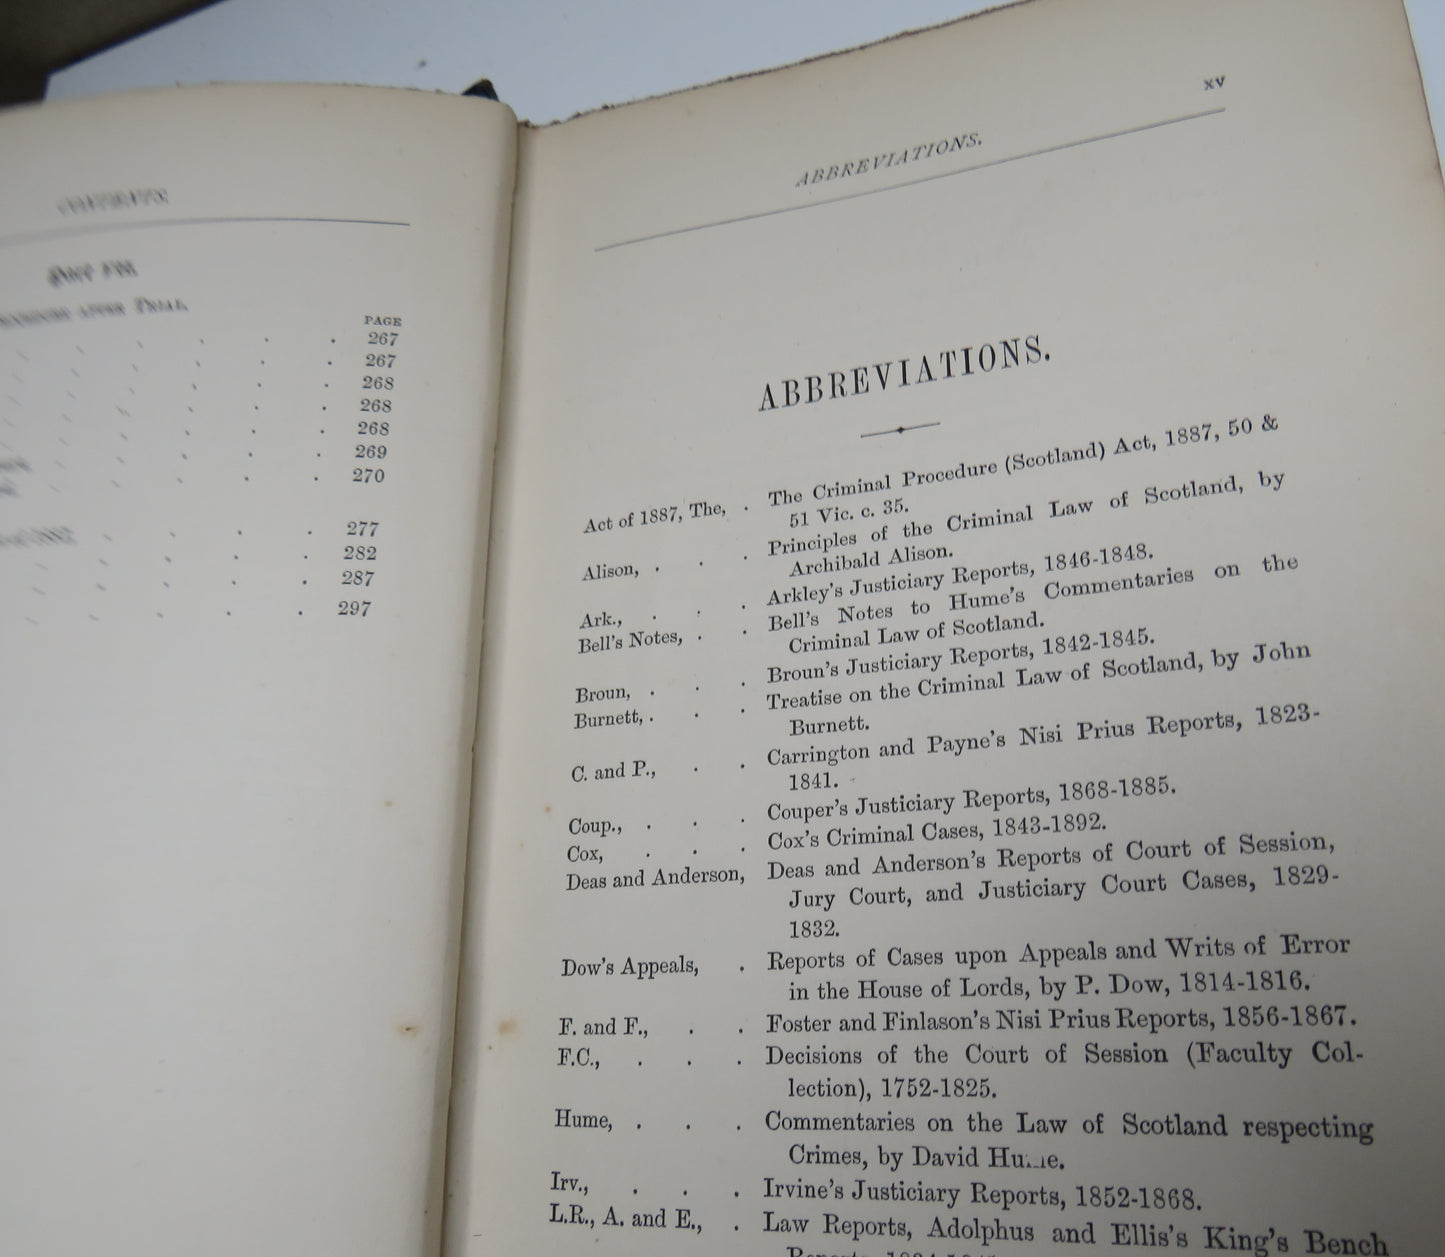 PAGE
267
267
268
268
268
269
270
277
282
287
297
xv
ABBREVIATIONS.
ABBREVIATIONS.
Act of 1887, The, . The Criminal Procedure (Scotland) Act, 1887, 50 &
51 Vic. c. 35.
Alison, . . . Principles of the Criminal Law of Scotland, by
Archibald Alison.
Ark., . . . Arkley's Justiciary Reports, 1846-1848.
Bell's Notes, . . Bell's Notes to Hume's Commentaries on the
Criminal Law of Scotland.
Broun, . . . Broun's Justiciary Reports, 1842-1845.
Burnett, . . . Treatise on the Criminal Law of Scotland, by John
Burnett.
C. and P., . . Carrington and Payne's Nisi Prius Reports, 1823-
1841.
Coup., . . . Couper's Justiciary Reports, 1868-1885.
Cox, . . . Cox's Criminal Cases, 1843-1892.
Deas and Anderson, Deas and Anderson's Reports of Court of Session,
Jury Court, and Justiciary Court Cases, 1829-
1832.
Dow's Appeals, . Reports of Cases upon Appeals and Writs of Error
in the House of Lords, by P. Dow, 1814-1816.
F. and F., . . Foster and Finlason's Nisi Prius Reports, 1856-1867.
F.C., . . . Decisions of the Court of Session (Faculty Col-
lection), 1752-1825.
Hume, . . . Commentaries on the Law of Scotland respecting
Crimes, by David Hume.
Irv., . . . Irvine's Justiciary Reports, 1852-1868.
L.R., A. and E., . Law Reports, Adolphus and Ellis's King's Bench